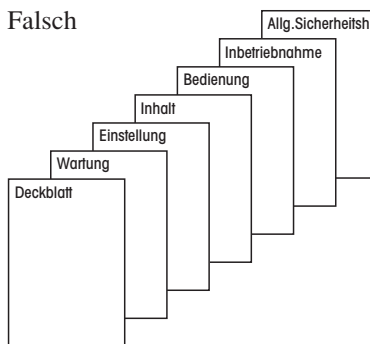 Falsch
Allg.Sicherheitsh
Inbetriebnahme
Bedienung
Inhalt
Einstellung
Wartung
Deckblatt